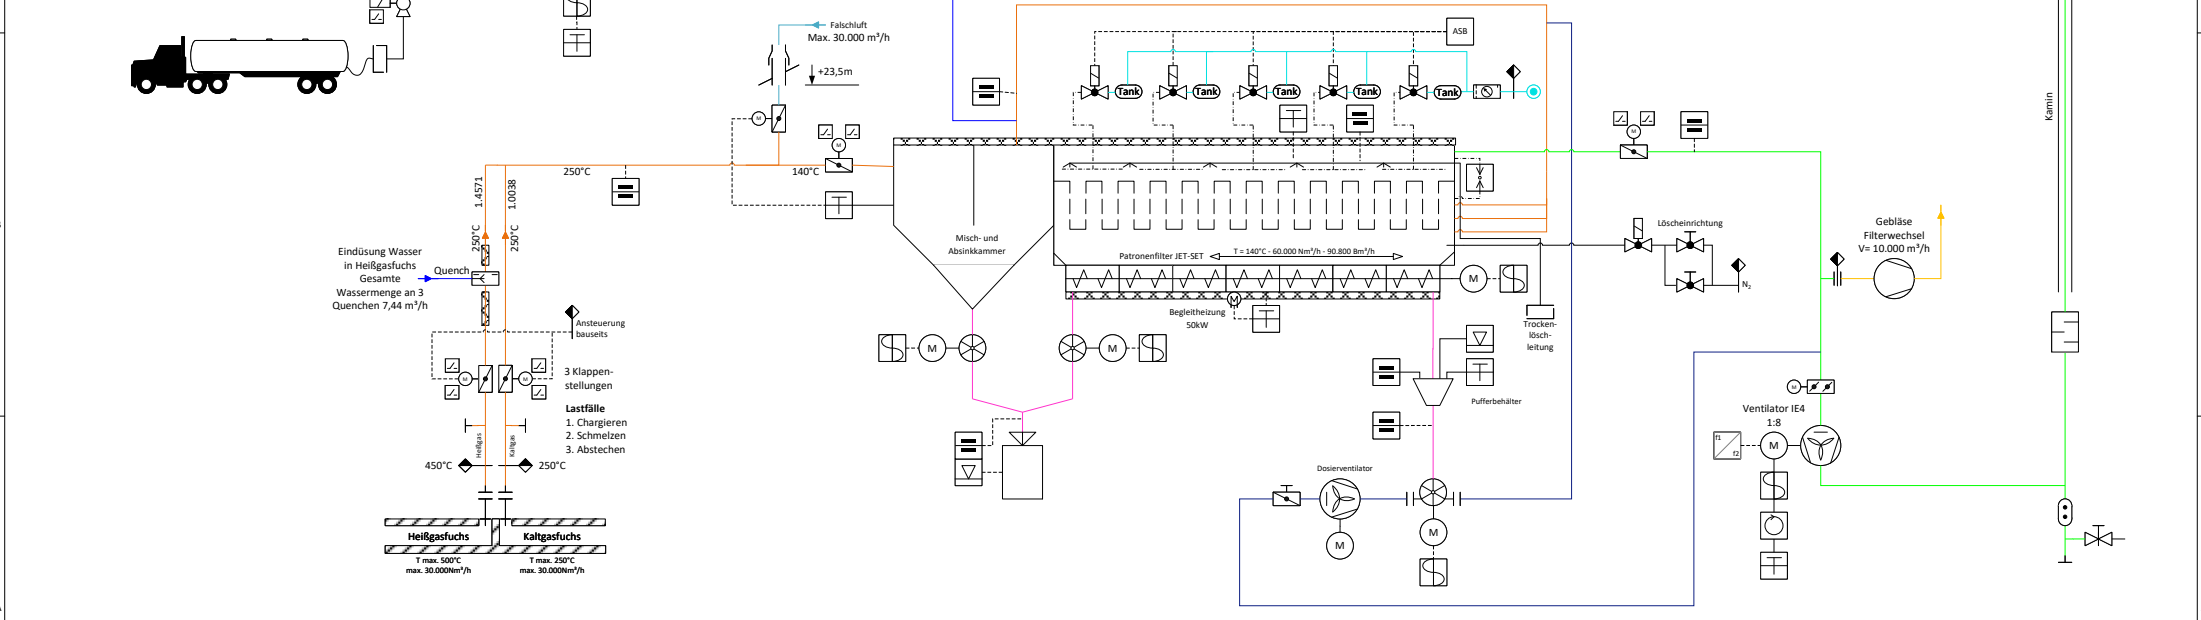 Falschluft
Max. 30.000 m³/h
+23,5m
ASB
Tank
Tank
Tank
Tank
Tank
M
M
M
Kamin
250°C
140°C
1.4571
1.0038
250°C
250°C
Misch- und
Absinkkammer
Patronenfilter JET-SET
T = 140°C - 60.000 Nm³/h - 90.800 Bm³/h
Löscheinrichtung
N₂
Gebläse
Filterwechsel
V= 10.000 m³/h
Eindüsung Wasser
in Heißgasfuchs
Gesamte
Wassermenge an 3
Quenchen 7,44 m³/h
Quench
Ansteuerung
bauseits
M
M
Begleitheizung
50kW
Trocken-
lösch-
leitung
M
M
M
M
3 Klappen-
stellungen
Lastfälle
1. Chargieren
2. Schmelzen
3. Abstechen
Pufferbehälter
M
Ventilator IE4
1:8
f1
f2
M
Heißgas
Kaltgas
450°C
250°C
Dosierventilator
M
M
Heißgasfuchs
Kaltgasfuchs
T max. 500°C
max. 30.000Nm³/h
T max. 250°C
max. 30.000Nm³/h